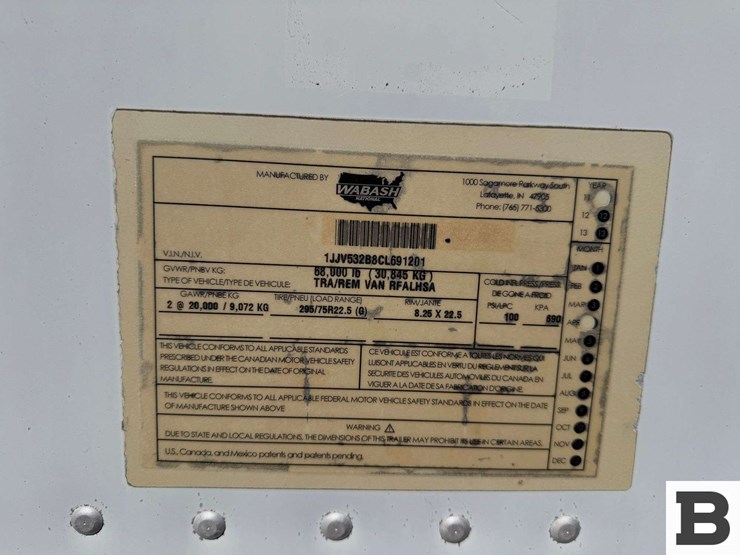 MANUFACTURED BY
WABASH
NATIONAL
1000 Sagamore Parkway South
Lafayette, IN 47905
Phone: (765) 771-5300
YEAR
11
12
13
V.I.N./N.I.V. 1JJV532B8CL691201
GVWR/PNBV KG: 68,000 lb (30,845 KG)
TYPE OF VEHICLE/TYPE DE VEHICULE: TRA/REM VAN RFALHSA
GAWR/PNBE KG TIRE/PNEU (LOAD RANGE) RIM/JANTE
2 @ 20,000 / 9,072 KG 295/75R22.5 (G) 8.25 X 22.5
COLD INFL. PRESS./PRESS.
DE GONF. A FROID
PSI/LPC KPA
100 690
MONTH
JAN
FEB
MAR
APR
MAY
JUN
JUL
AUG
SEP
OCT
NOV
DEC
THIS VEHICLE CONFORMS TO ALL APPLICABLE STANDARDS
PRESCRIBED UNDER THE CANADIAN MOTOR VEHICLE SAFETY
REGULATIONS IN EFFECT ON THE DATE OF ORIGINAL
MANUFACTURE.
CE VEHICULE EST CONFORME A TOUTES LES NORMES QUI
LUI SONT APPLICABLES EN VERTU DU REGLEMENT SUR LA
SECURITE DES VEHICULES AUTOMOBILES DU CANADA EN
VIGUER A LA DATE DE SA FABRICATION D'ORIGINE.
THIS VEHICLE CONFORMS TO ALL APPLICABLE FEDERAL MOTOR VEHICLE SAFETY STANDARDS IN EFFECT ON THE DATE
OF MANUFACTURE SHOWN ABOVE
WARNING
DUE TO STATE AND LOCAL REGULATIONS, THE DIMENSIONS OF THIS TRAILER MAY PROHIBIT ITS USE IN CERTAIN AREAS.
U.S., Canada, and Mexico patents and patents pending.
B